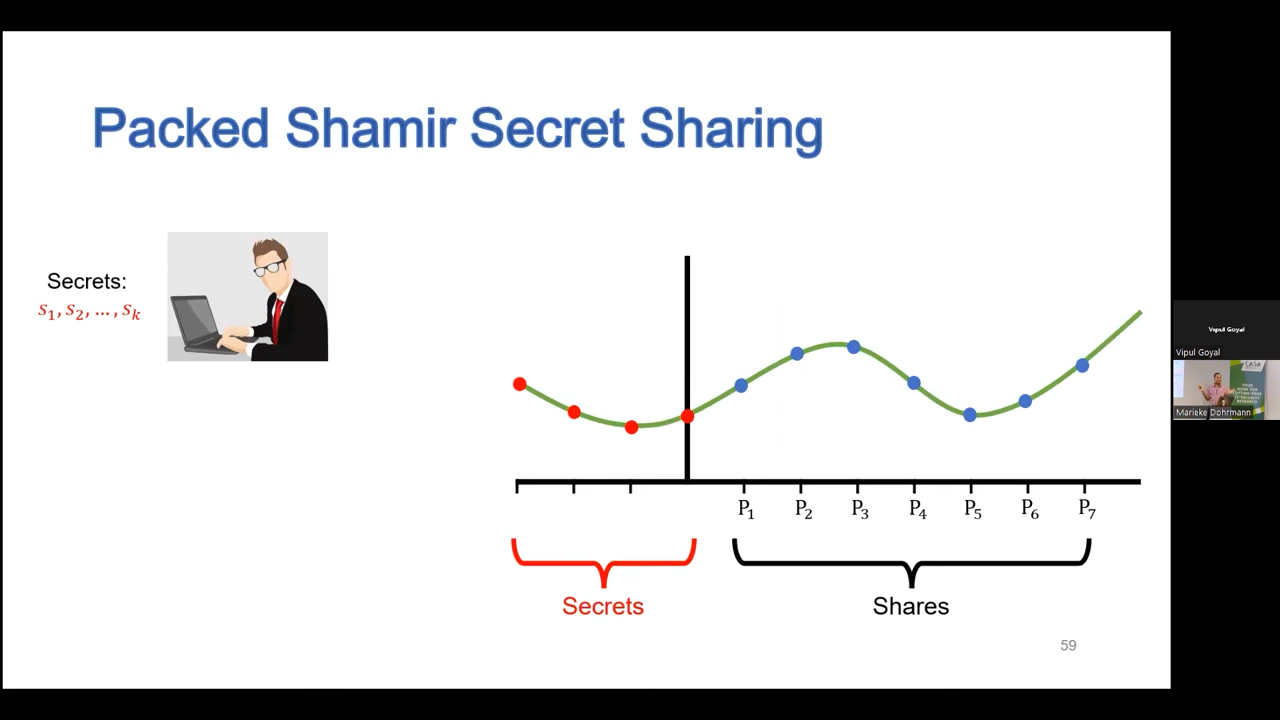 Packed Shamir Secret Sharing
Secrets:
s₁, s₂, ..., sₖ
P₁ P₂ P₃ P₄ P₅ P₆ P₇
Secrets
Shares
59
Vipul Goyal
Vipul Goyal
CASA
Marieke Dohrmann